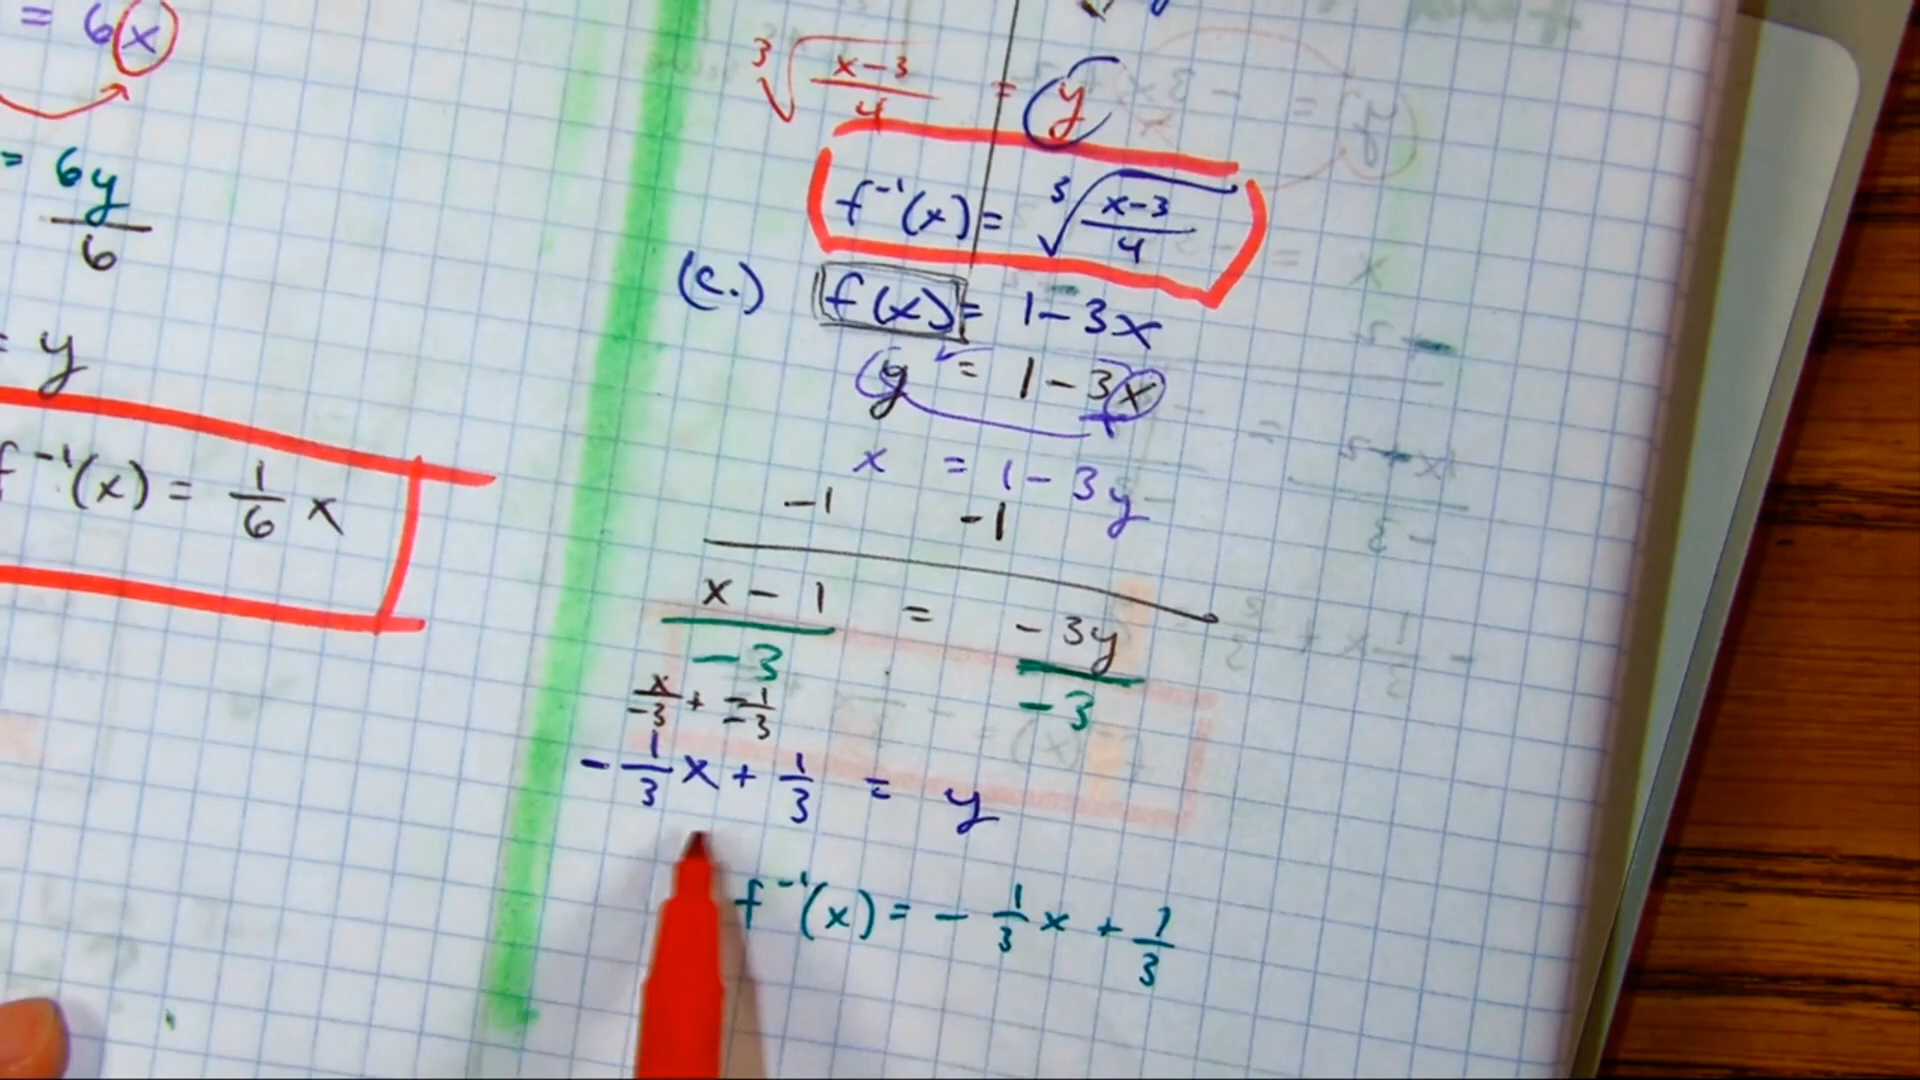 = 6x
= 6y/6
= y
f⁻¹(x) = 1/6 x
∛((x-3)/4) = y
f⁻¹(x) = ∛((x-3)/4)
(c.) f(x) = 1-3x
y = 1-3x
x = 1-3y
-1 -1
(x-1)/-3 = -3y/-3
x/-3 + -1/-3
-1/3 x + 1/3 = y
f⁻¹(x) = -1/3 x + 1/3